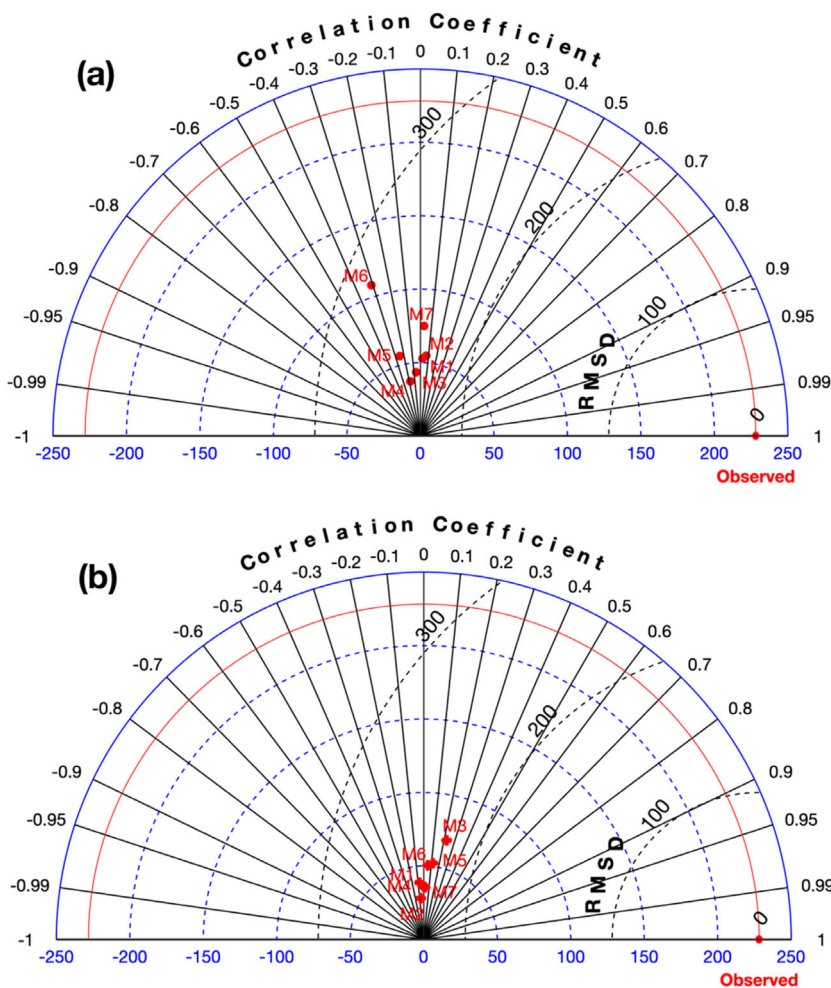 Correlation Coefficient
(a)
-0.4 -0.3 -0.2 -0.1 0 0.1 0.2 0.3 0.4
-0.5 0.5
-0.6 0.6
-0.7 0.7
-0.8 0.8
-0.9 0.9
-0.95 0.95
-0.99 0.99
-1 1
300
200
100
0
RMSD
M6
M7
M5 M2
M1
M4 M3
-250 -200 -150 -100 -50 0 50 100 150 200 250
Observed
Correlation Coefficient
(b)
-0.4 -0.3 -0.2 -0.1 0 0.1 0.2 0.3 0.4
-0.5 0.5
-0.6 0.6
-0.7 0.7
-0.8 0.8
-0.9 0.9
-0.95 0.95
-0.99 0.99
-1 1
300
200
100
0
RMSD
M3
M6 M5
M1
M4 M7
M2
-250 -200 -150 -100 -50 0 50 100 150 200 250
Observed